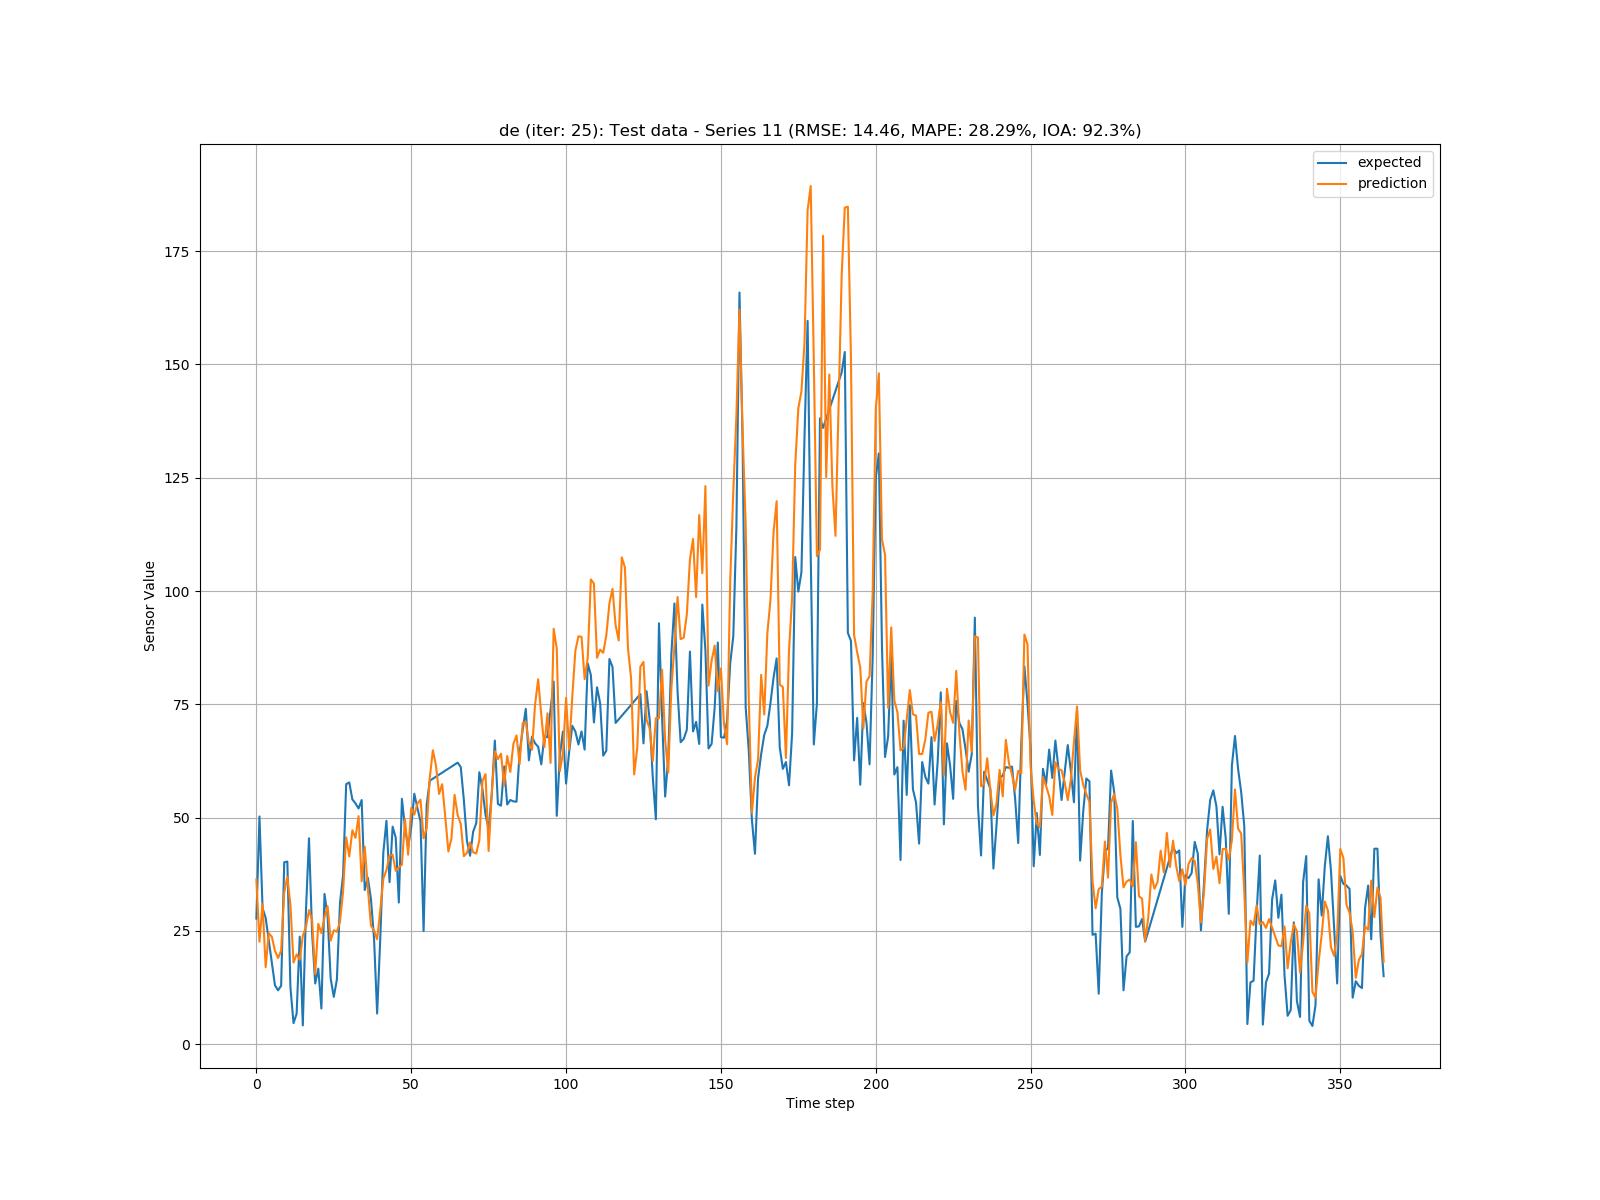 de (iter: 25): Test data - Series 11 (RMSE: 14.46, MAPE: 28.29%, IOA: 92.3%)
expected
prediction
175
150
125
100
75
50
25
0
Sensor Value
0 50 100 150 200 250 300 350
Time step